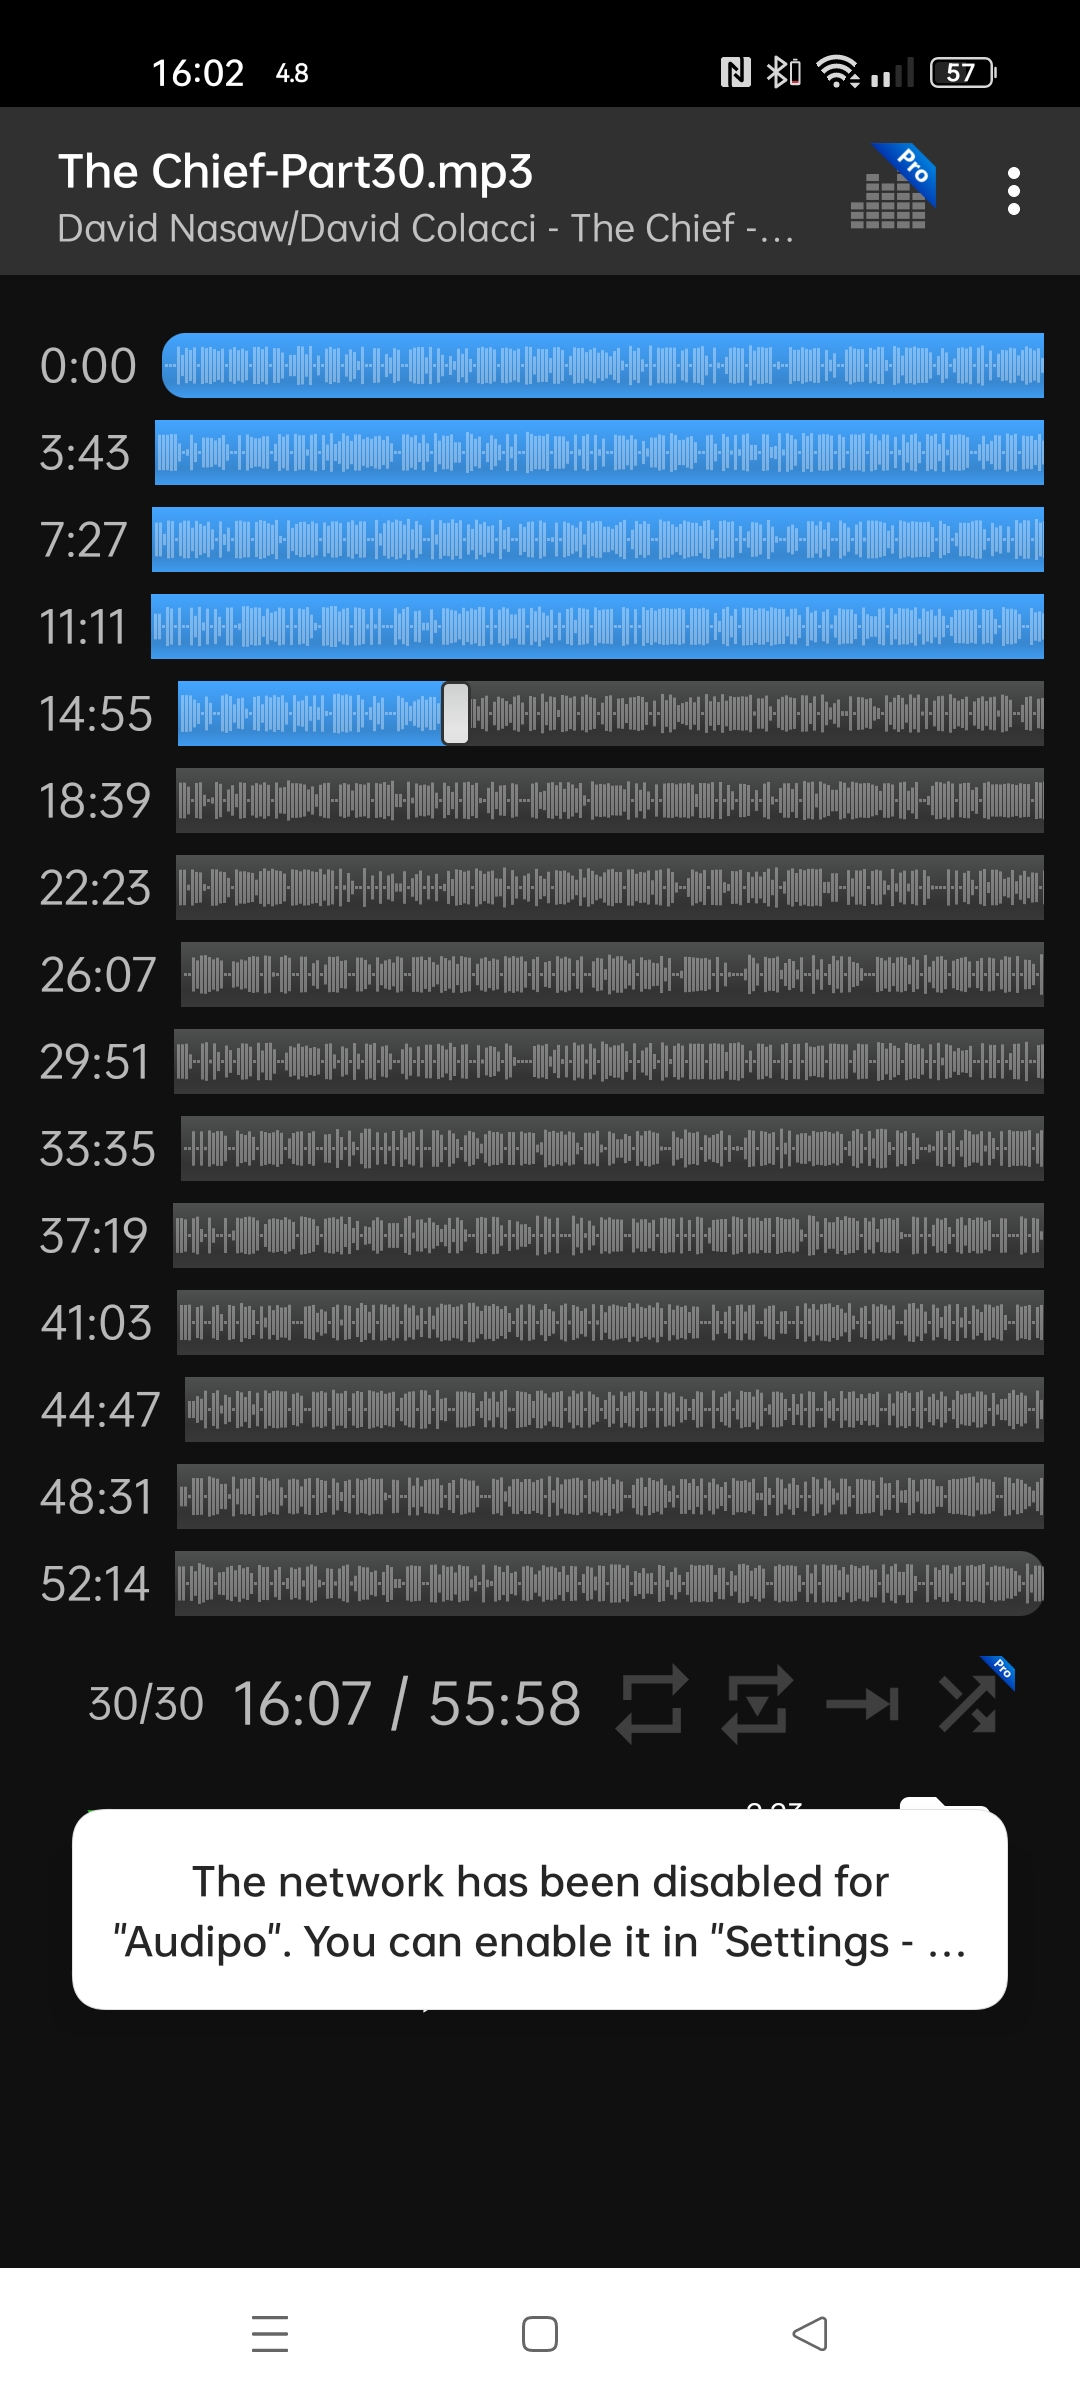 16:02 4.8 57
The Chief-Part30.mp3
Pro
David Nasaw/David Colacci - The Chief -...
0:00
3:43
7:27
11:11
14:55
18:39
22:23
26:07
29:51
33:35
37:19
41:03
44:47
48:31
52:14
30/30 16:07 / 55:58 Pro
The network has been disabled for
"Audipo". You can enable it in "Settings - ...